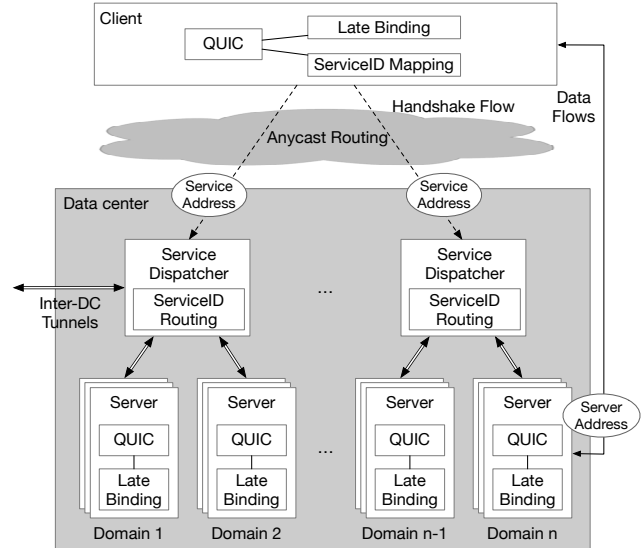 Client
Late Binding
QUIC
ServiceID Mapping
Handshake Flow
Data
Flows
Anycast Routing
Service
Address
Service
Address
Data center
Service
Dispatcher
Service
Dispatcher
...
ServiceID
Routing
ServiceID
Routing
Inter-DC
Tunnels
Server
Server
Server
Server
Server
Address
QUIC
QUIC
QUIC
QUIC
...
Late
Binding
Late
Binding
Late
Binding
Late
Binding
Domain 1
Domain 2
Domain n-1
Domain n